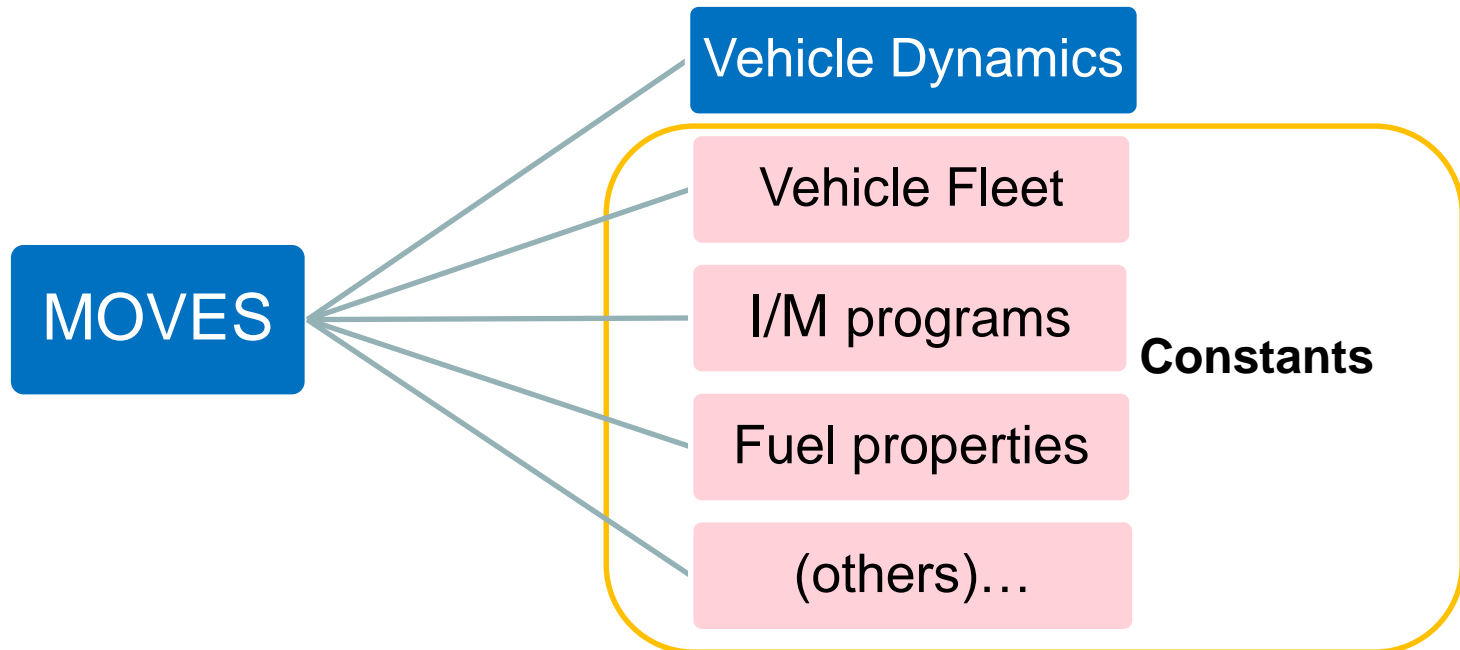 Vehicle Dynamics
Vehicle Fleet
MOVES
I/M programs
Constants
Fuel properties
(others)…